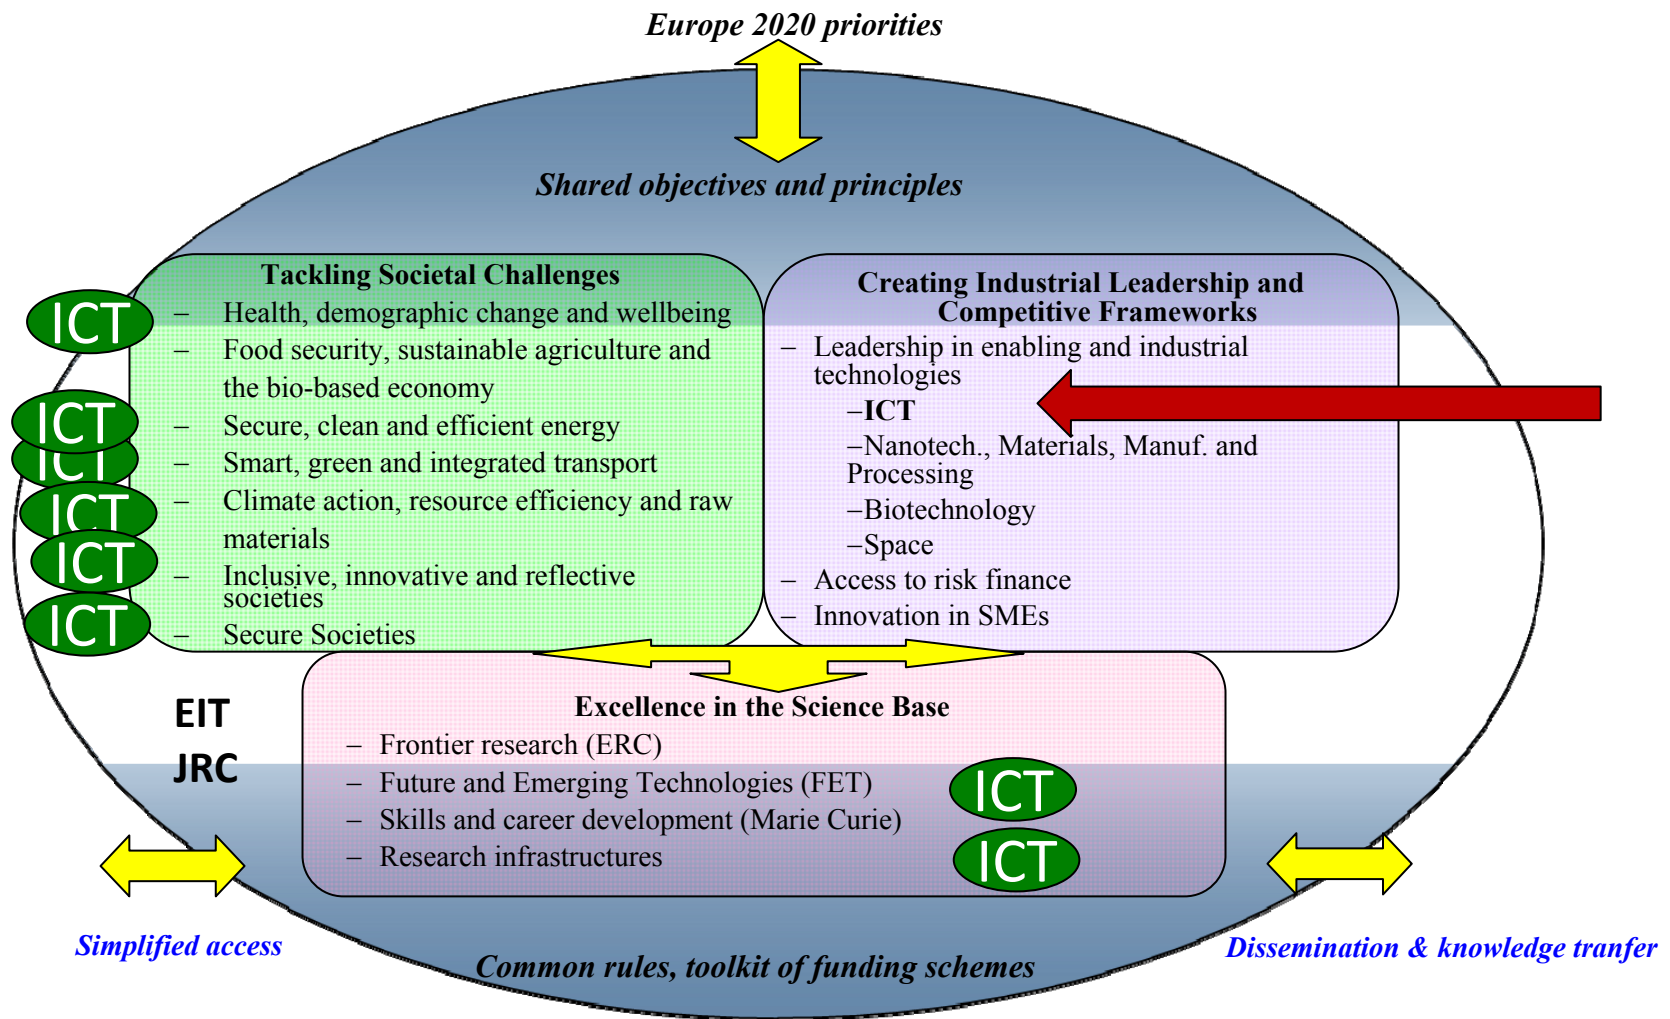 Europe 2020 priorities
Shared objectives and principles
Tackling Societal Challenges
– Health, demographic change and wellbeing
– Food security, sustainable agriculture and
the bio-based economy
– Secure, clean and efficient energy
– Smart, green and integrated transport
– Climate action, resource efficiency and raw
materials
– Inclusive, innovative and reflective
societies
– Secure Societies
ICT
ICT
ICT
ICT
ICT
ICT
Creating Industrial Leadership and
Competitive Frameworks
– Leadership in enabling and industrial
technologies
–ICT
–Nanotech., Materials, Manuf. and
Processing
–Biotechnology
–Space
– Access to risk finance
– Innovation in SMEs
EIT
JRC
Excellence in the Science Base
– Frontier research (ERC)
– Future and Emerging Technologies (FET)
– Skills and career development (Marie Curie)
– Research infrastructures
ICT
ICT
Simplified access
Common rules, toolkit of funding schemes
Dissemination & knowledge tranfer